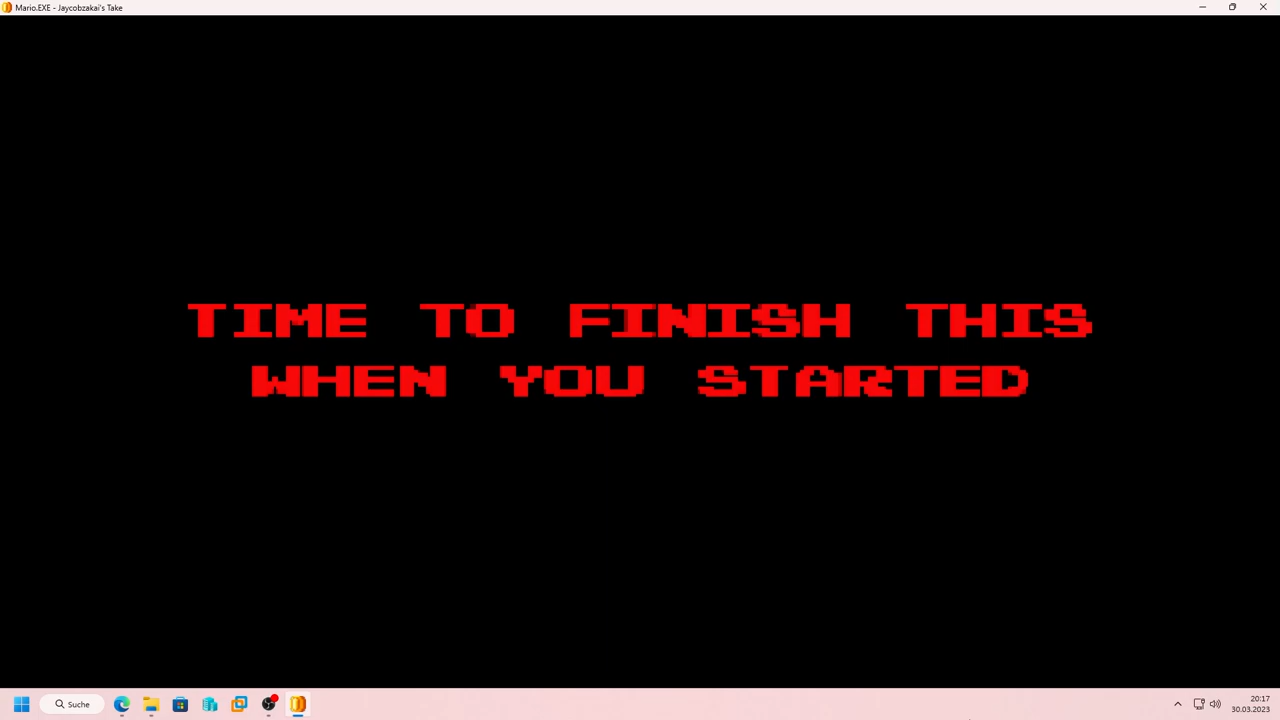 Mario.EXE - Jaycobzakai's Take
TIME TO FINISH THIS
WHEN YOU STARTED
Suche
20:17
30.03.2023